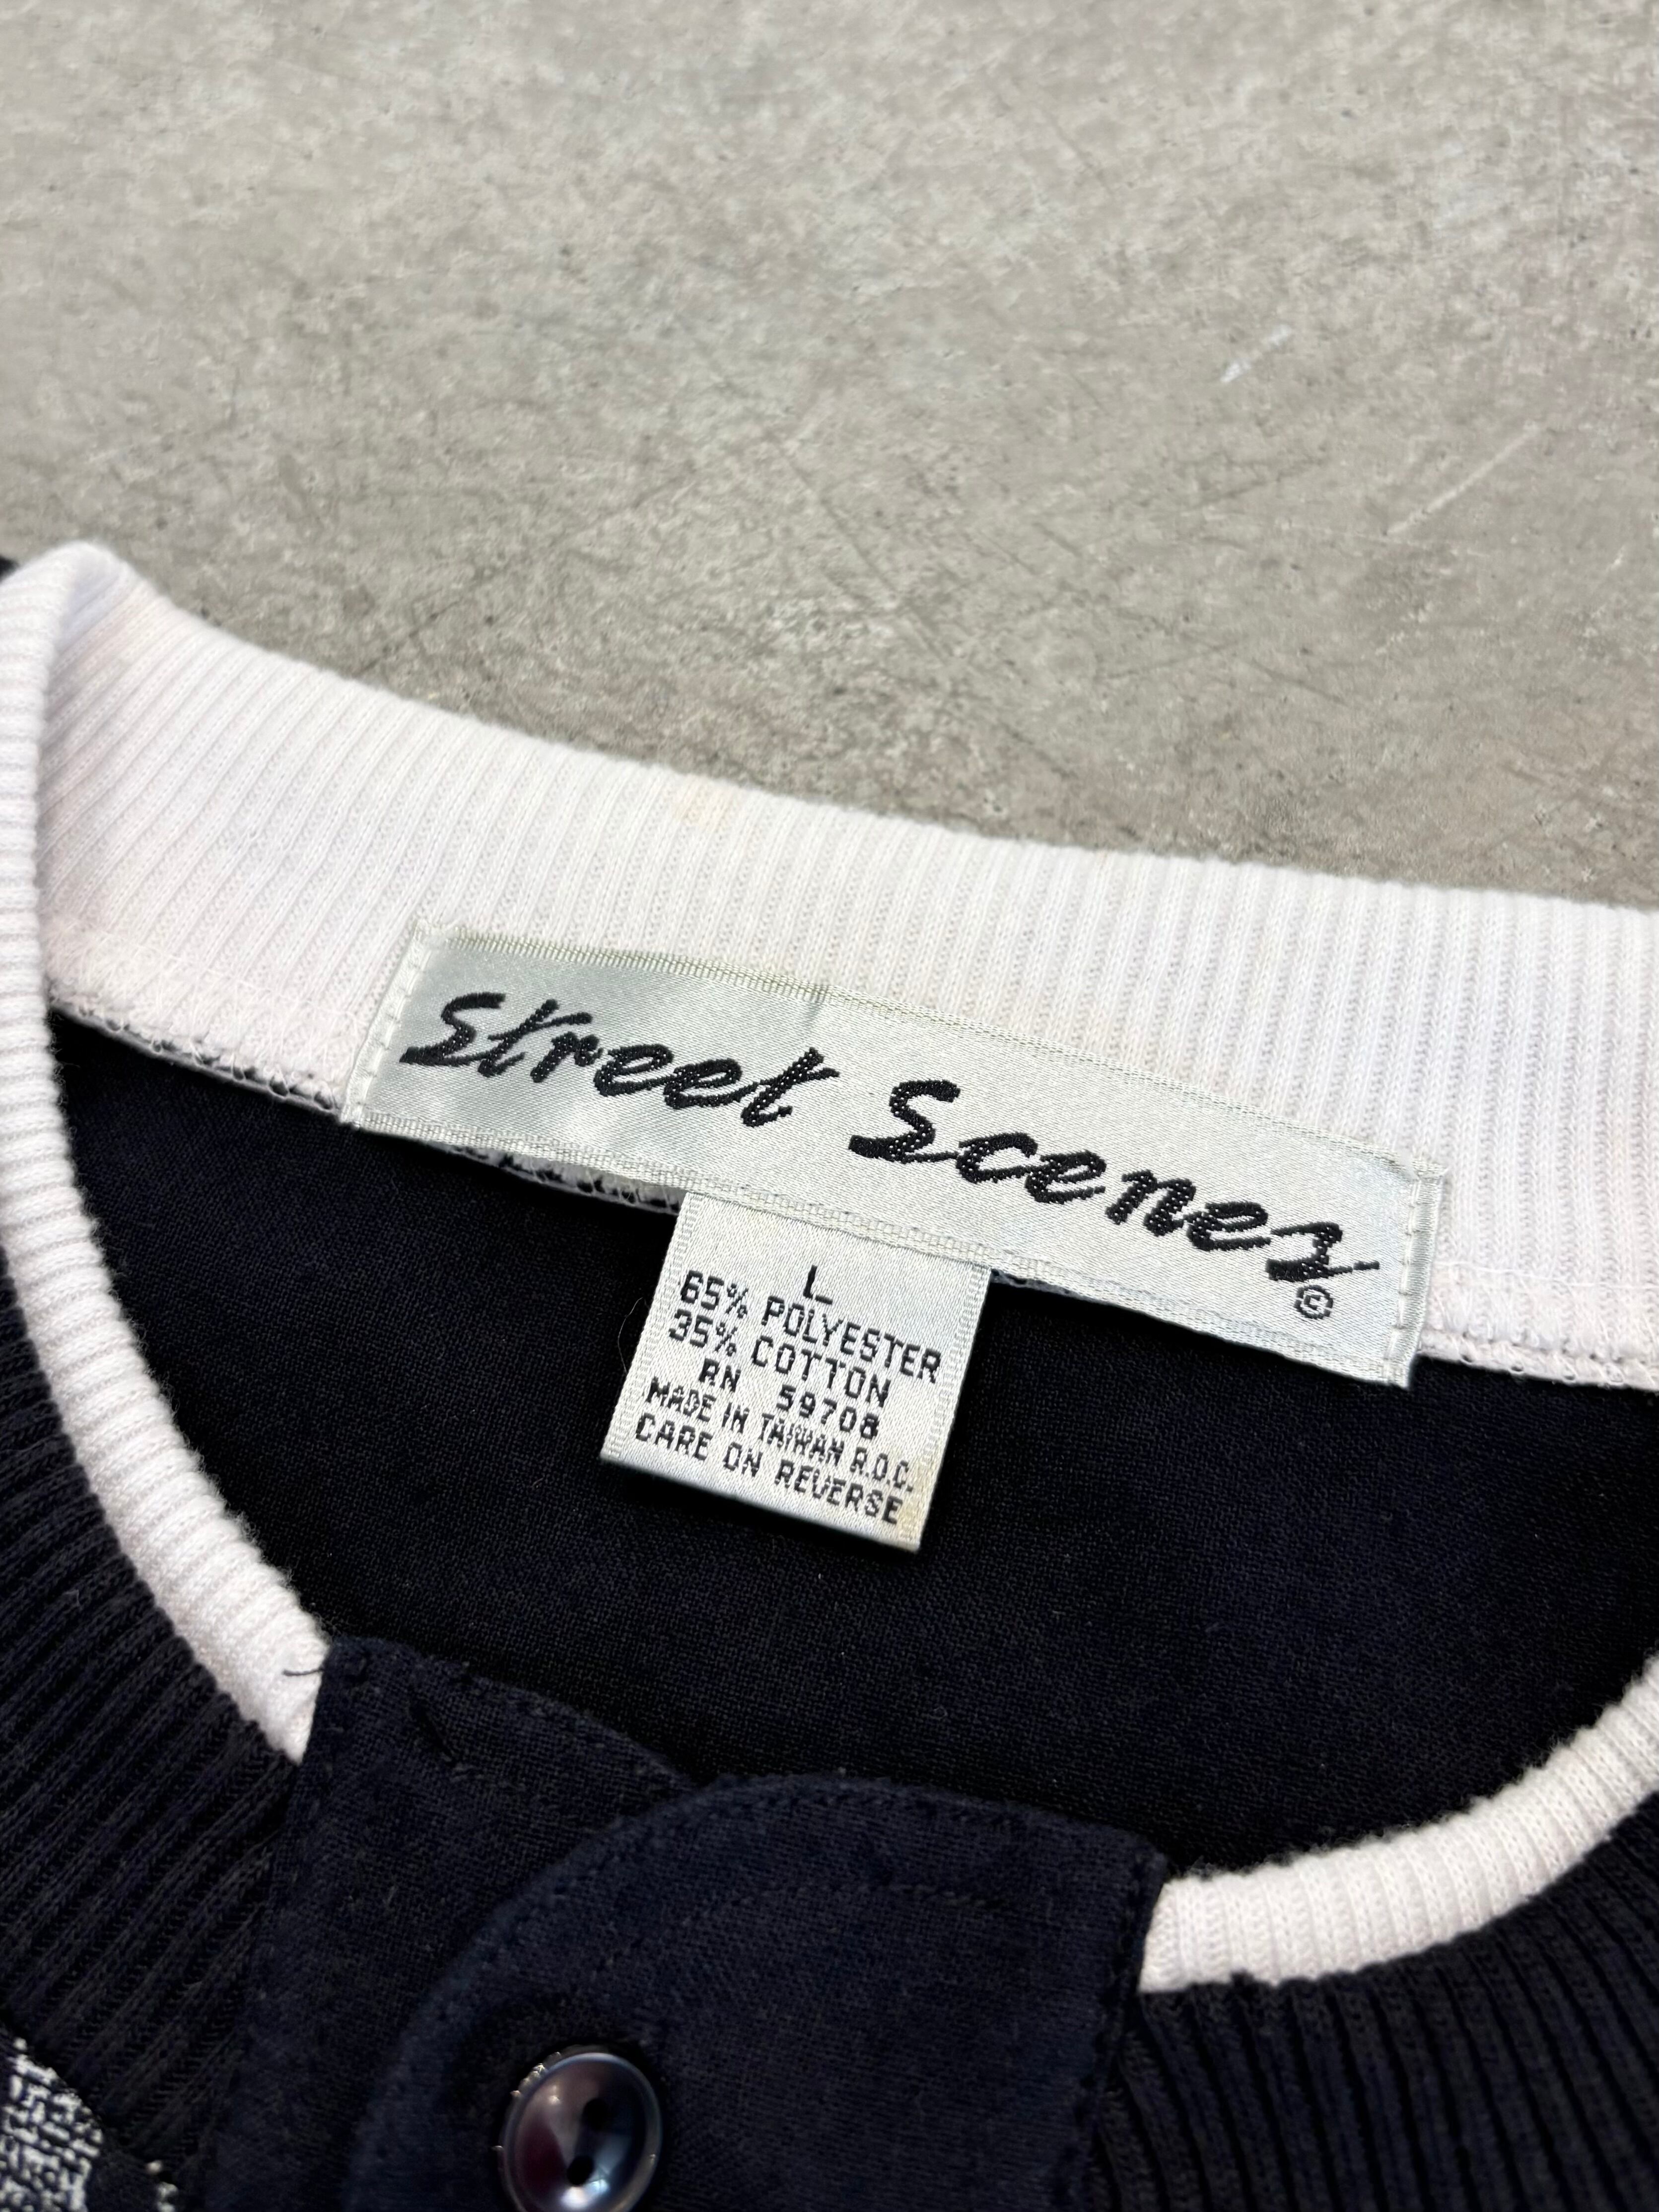 Street Scenes
©
L
65% POLYESTER
35% COTTON
RN 59708
MADE IN TAIWAN R.O.C.
CARE ON REVERSE